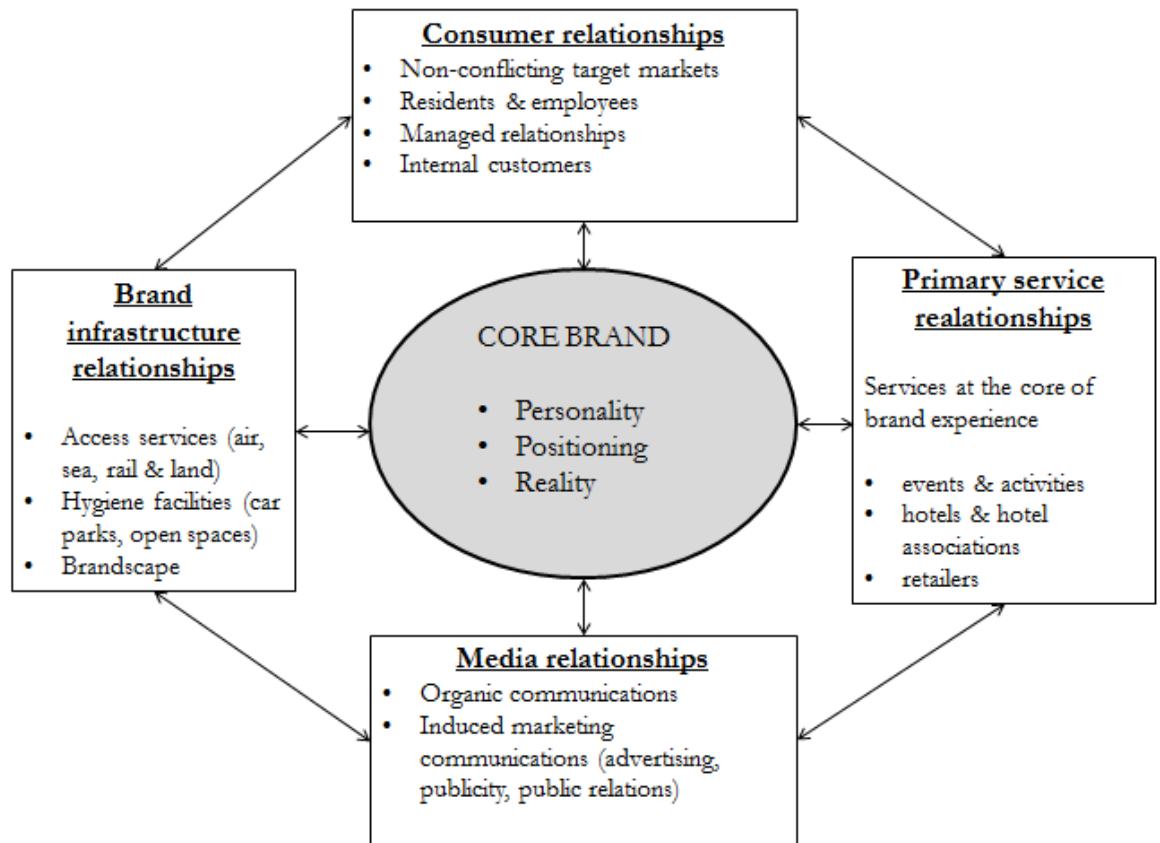 Consumer relationships
• Non-conflicting target markets
• Residents & employees
• Managed relationships
• Internal customers
Brand
infrastructure
relationships
• Access services (air,
sea, rail & land)
• Hygiene facilities (car
parks, open spaces)
• Brandscape
CORE BRAND
• Personality
• Positioning
• Reality
Primary service
realationships
Services at the core of
brand experience
• events & activities
• hotels & hotel
associations
• retailers
Media relationships
• Organic communications
• Induced marketing
communications (advertising,
publicity, public relations)